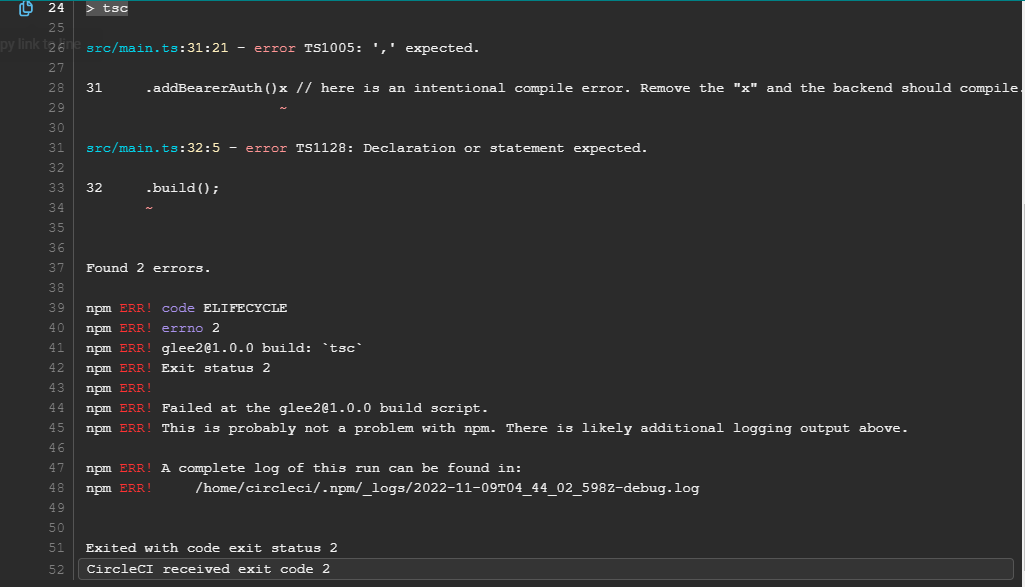 24 > tsc
25
py link to line
26 src/main.ts:31:21 - error TS1005: ',' expected.
27
28 31     .addBearerAuth()x // here is an intentional compile error. Remove the "x" and the backend should compile.
29                        ~
30
31 src/main.ts:32:5 - error TS1128: Declaration or statement expected.
32
33 32     .build();
34        ~
35
36
37 Found 2 errors.
38
39 npm ERR! code ELIFECYCLE
40 npm ERR! errno 2
41 npm ERR! glee2@1.0.0 build: `tsc`
42 npm ERR! Exit status 2
43 npm ERR!
44 npm ERR! Failed at the glee2@1.0.0 build script.
45 npm ERR! This is probably not a problem with npm. There is likely additional logging output above.
46
47 npm ERR! A complete log of this run can be found in:
48 npm ERR!     /home/circleci/.npm/_logs/2022-11-09T04_44_02_598Z-debug.log
49
50
51 Exited with code exit status 2
52 CircleCI received exit code 2